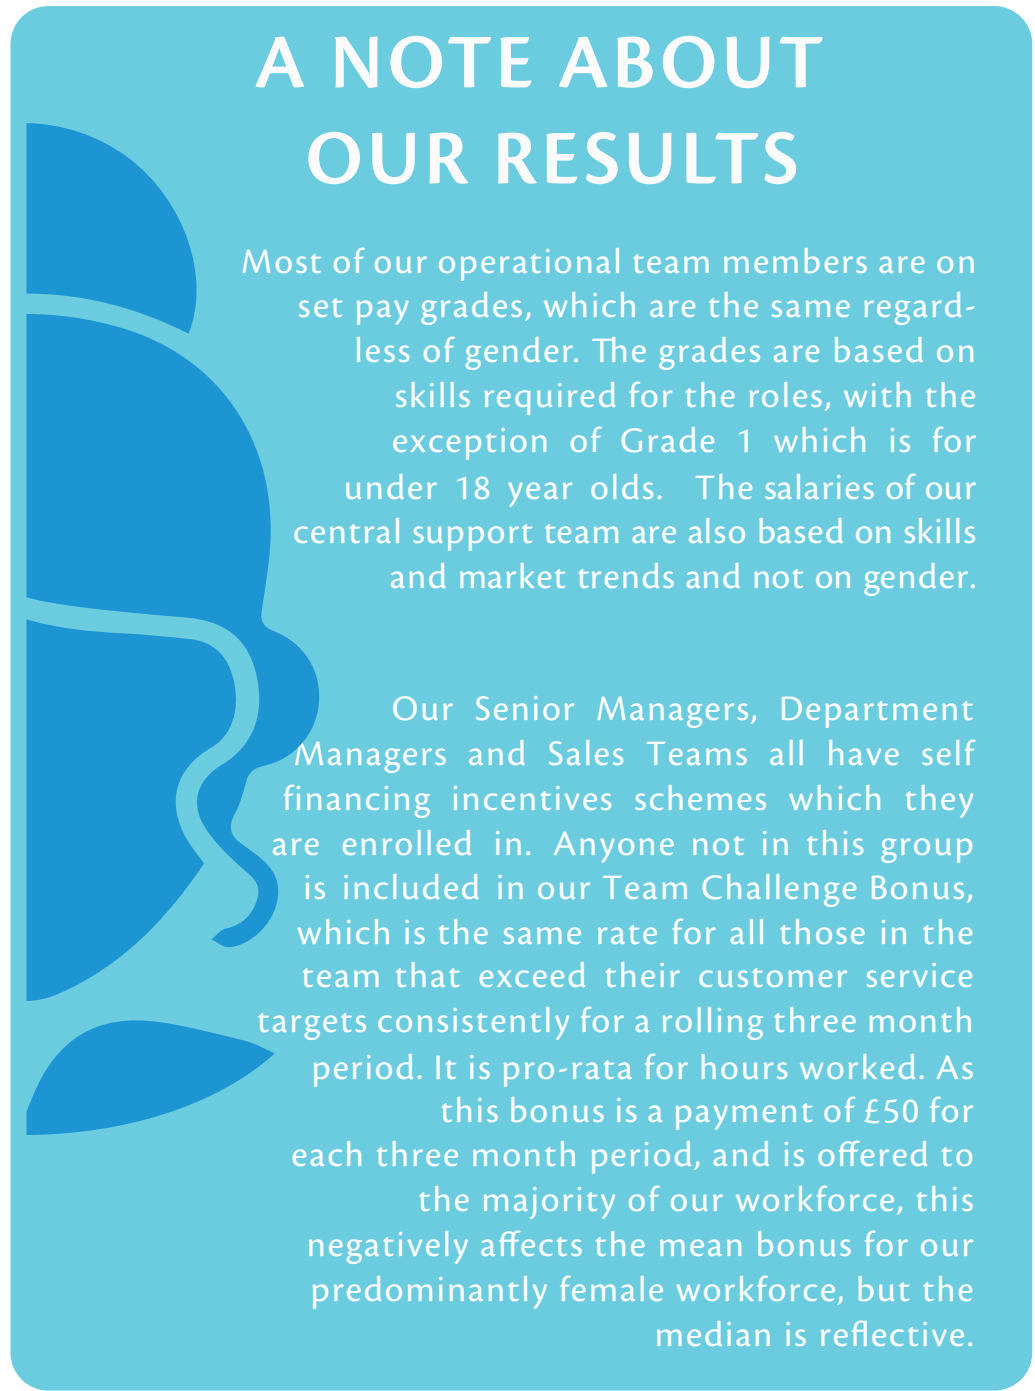 A NOTE ABOUT
OUR RESULTS
Most of our operational team members are on
set pay grades, which are the same regard-
less of gender. The grades are based on
skills required for the roles, with the
exception of Grade 1 which is for
under 18 year olds. The salaries of our
central support team are also based on skills
and market trends and not on gender.
Our Senior Managers, Department
Managers and Sales Teams all have self
financing incentives schemes which they
are enrolled in. Anyone not in this group
is included in our Team Challenge Bonus,
which is the same rate for all those in the
team that exceed their customer service
targets consistently for a rolling three month
period. It is pro-rata for hours worked. As
this bonus is a payment of £50 for
each three month period, and is offered to
the majority of our workforce, this
negatively affects the mean bonus for our
predominantly female workforce, but the
median is reflective.